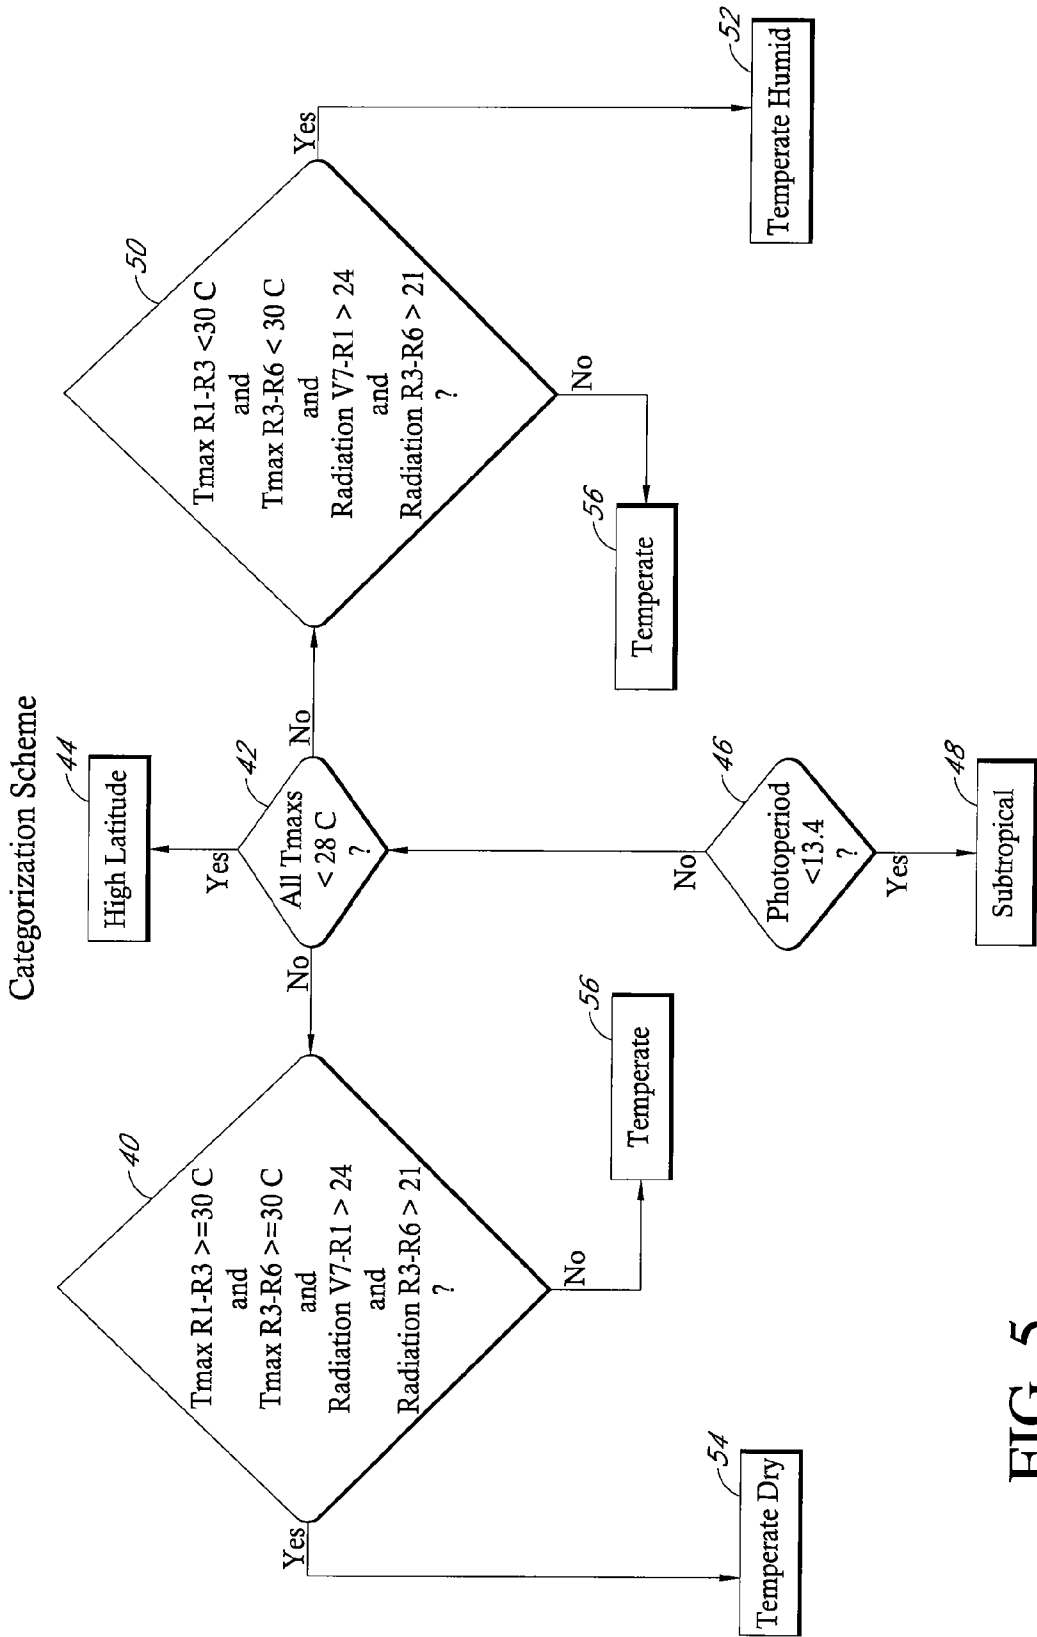 Categorization Scheme
44
High Latitude
Yes
42
All Tmaxs
< 28 C
?
No
No
40
Tmax R1-R3 >=30 C
and
Tmax R3-R6 >=30 C
and
Radiation V7-R1 > 24
and
Radiation R3-R6 > 21
?
Yes
No
54
Temperate Dry
56
Temperate
50
Tmax R1-R3 <30 C
and
Tmax R3-R6 < 30 C
and
Radiation V7-R1 > 24
and
Radiation R3-R6 > 21
?
Yes
No
56
Temperate
52
Temperate Humid
No
46
Photoperiod
<13.4
?
Yes
48
Subtropical
FIG. 5